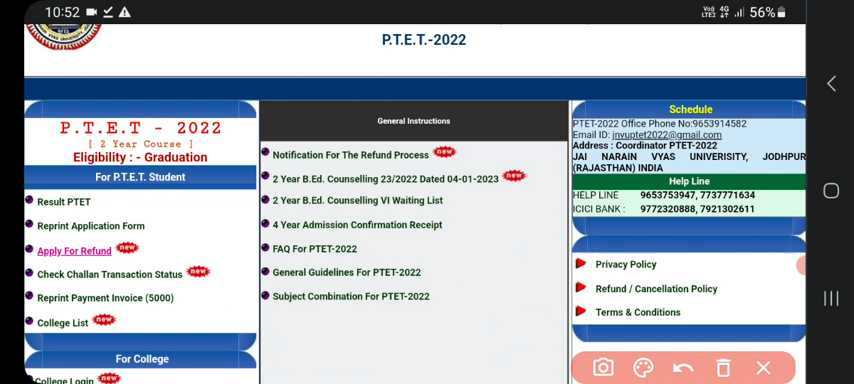 10:52
Vo) 4G
LTE2
56%
P.T.E.T.-2022
P.T.E.T - 2022
[ 2 Year Course ]
Eligibility : - Graduation
For P.T.E.T. Student
Result PTET
Reprint Application Form
Apply For Refund new
Check Challan Transaction Status new
Reprint Payment Invoice (5000)
College List new
For College
College Login new
General Instructions
Notification For The Refund Process new
2 Year B.Ed. Counselling 23/2022 Dated 04-01-2023 new
2 Year B.Ed. Counselling VI Waiting List
4 Year Admission Confirmation Receipt
FAQ For PTET-2022
General Guidelines For PTET-2022
Subject Combination For PTET-2022
Schedule
PTET-2022 Office Phone No:9653914582
Email ID: jnvuptet2022@gmail.com
Address : Coordinator PTET-2022
JAI NARAIN VYAS UNIVERISITY, JODHPUR
(RAJASTHAN) INDIA
Help Line
HELP LINE 9653753947, 7737771634
ICICI BANK : 9772320888, 7921302611
Privacy Policy
Refund / Cancellation Policy
Terms & Conditions